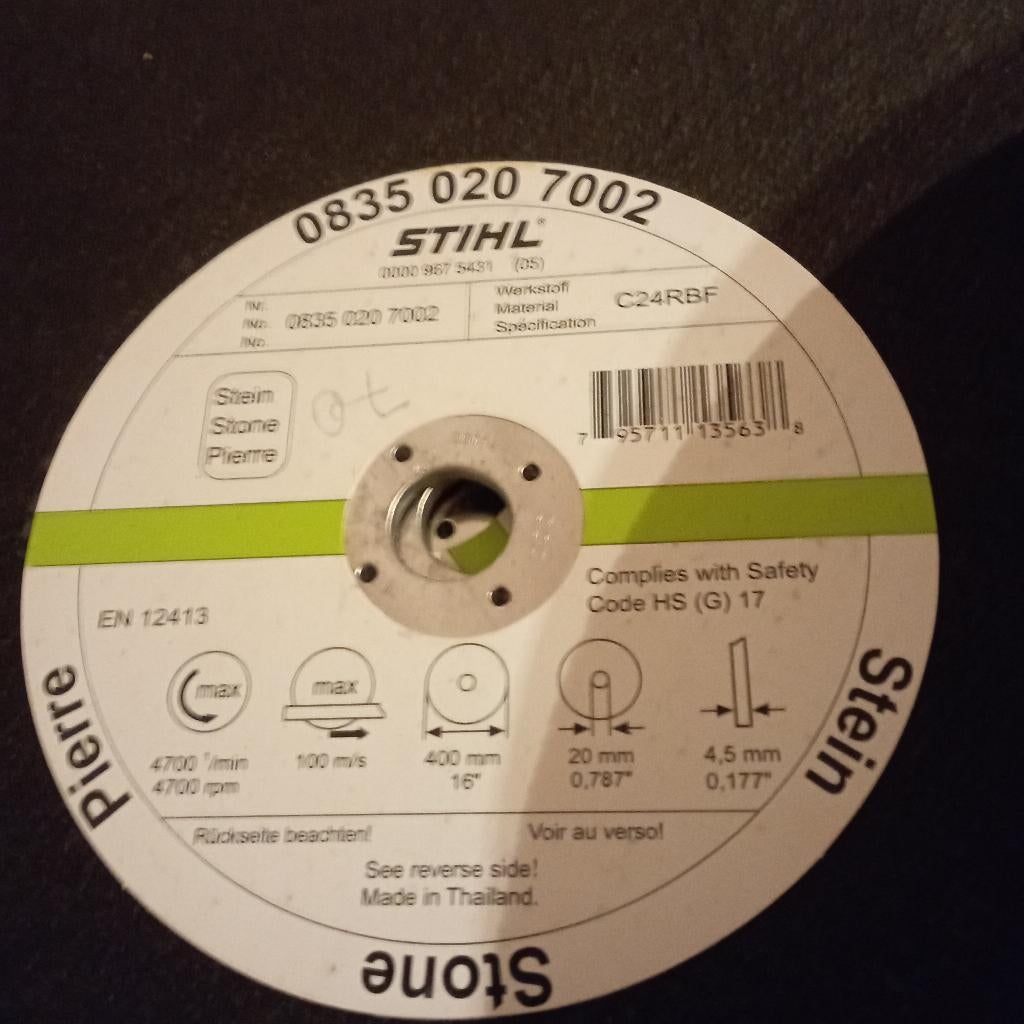 0835 020 7002
STIHL®
0000 967 5431 (05)
0835 020 7002
Werkstoff
Material
Spécification
C24RBF
Stein
Stone
Pierre
7 95711 13563 8
Complies with Safety
Code HS (G) 17
EN 12413
max
max
4700 1/min
4700 rpm
100 m/s
400 mm
16"
20 mm
0,787"
4,5 mm
0,177"
Rückseite beachten!
Voir au verso!
See reverse side!
Made in Thailand.
Pierre
Stone
Stein